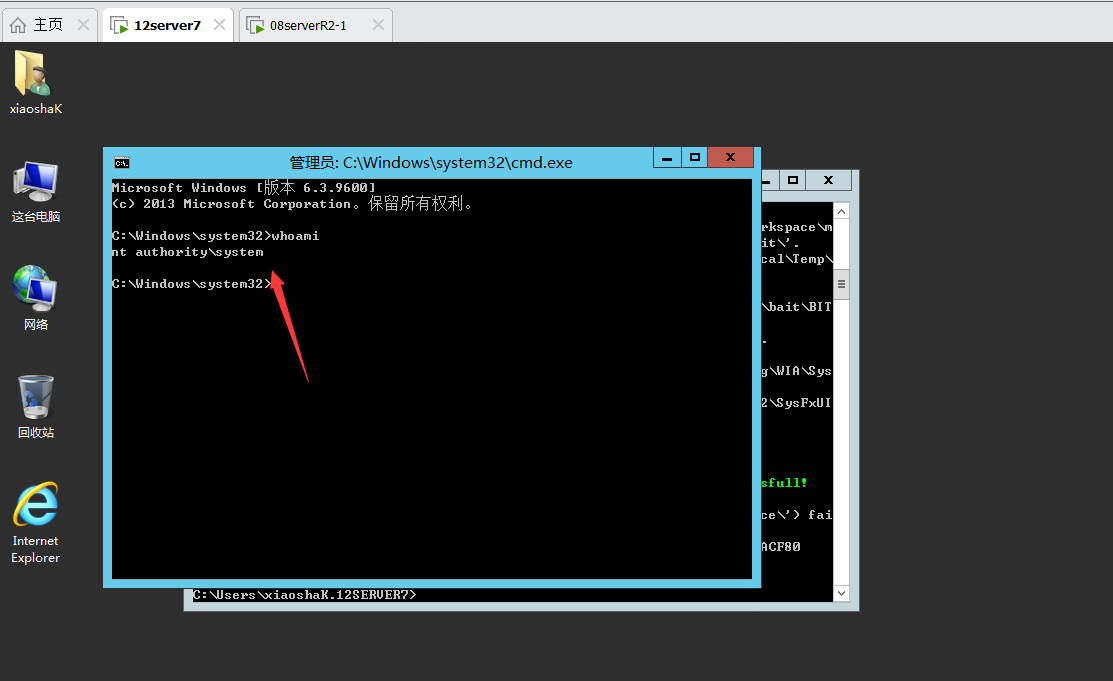 主页
12server7
08serverR2-1
xiaoshaK
这台电脑
网络
回收站
Internet
Explorer
管理员: C:\Windows\system32\cmd.exe
Microsoft Windows [版本 6.3.9600]
(c) 2013 Microsoft Corporation。保留所有权利。
C:\Windows\system32>whoami
nt authority\system
C:\Windows\system32>
rkspace\m
it\'.
cal\Temp\
\bait\BIT
.
g\WIA\Sys
2\SysFxUI
sfull!
ce\') fai
ACF80
C:\Users\xiaoshaK.12SERVER7>